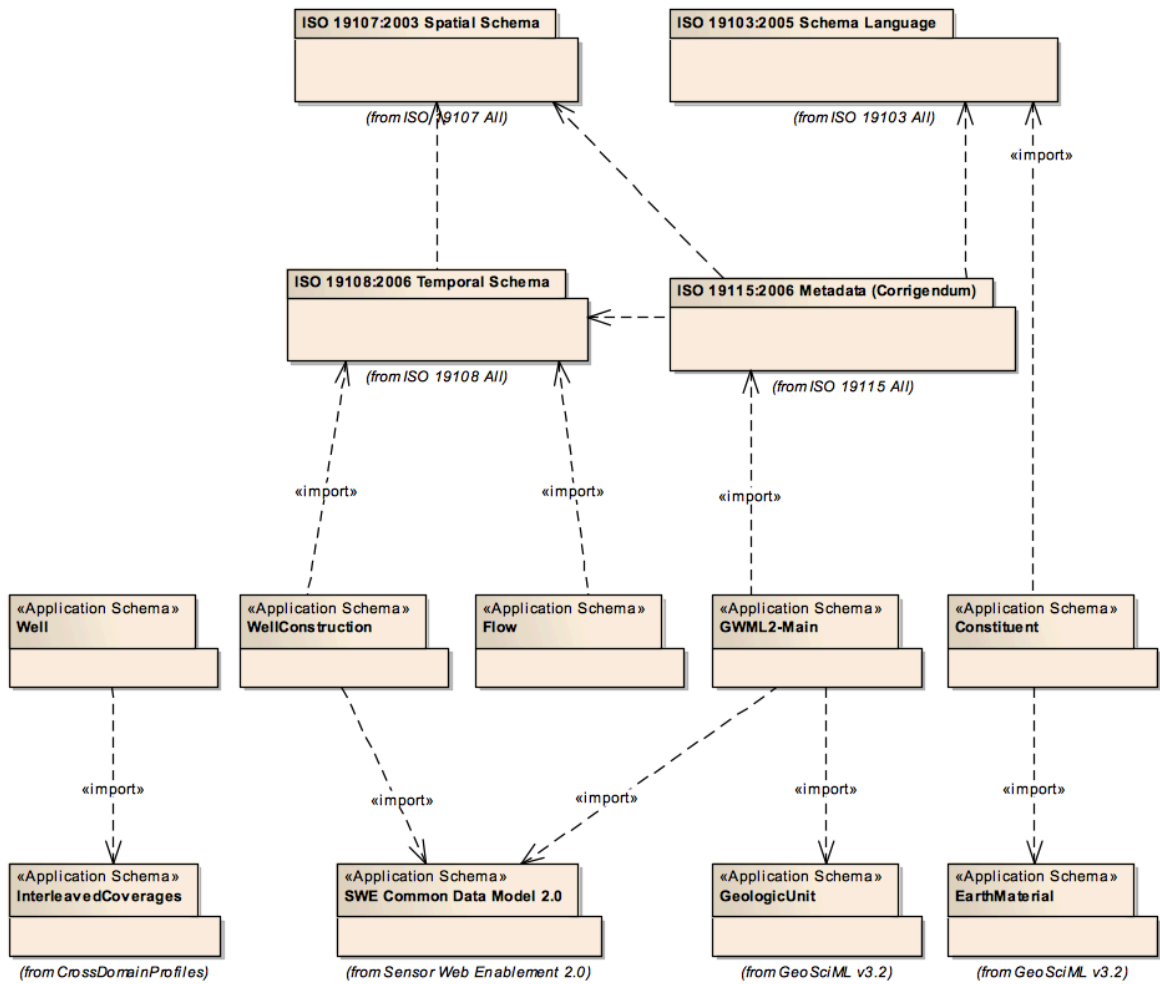 ISO 19107:2003 Spatial Schema
ISO 19103:2005 Schema Language
(from ISO 19107 All)
(from ISO 19103 All)
«import»
ISO 19108:2006 Temporal Schema
ISO 19115:2006 Metadata (Corrigendum)
(from ISO 19108 All)
(from ISO 19115 All)
«import»
«import»
«import»
«Application Schema»
Well
«Application Schema»
WellConstruction
«Application Schema»
Flow
«Application Schema»
GWML2-Main
«Application Schema»
Constituent
«import»
«import»
«import»
«import»
«import»
«Application Schema»
InterleavedCoverages
«Application Schema»
SWE Common Data Model 2.0
«Application Schema»
GeologicUnit
«Application Schema»
EarthMaterial
(from CrossDomainProfiles)
(from Sensor Web Enablement 2.0)
(from GeoSciML v3.2)
(from GeoSciML v3.2)